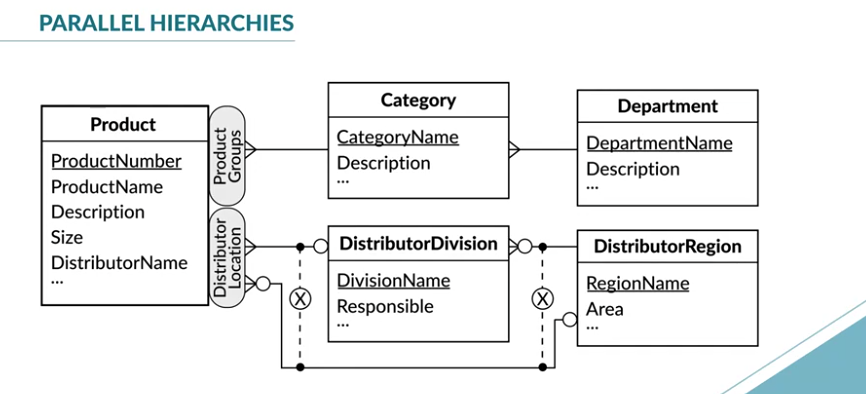 PARALLEL HIERARCHIES
Product
ProductNumber
ProductName
Description
Size
DistributorName
...
Product
Groups
Distributor
Location
Category
CategoryName
Description
...
Department
DepartmentName
Description
...
DistributorDivision
DivisionName
Responsible
...
DistributorRegion
RegionName
Area
...
X
X